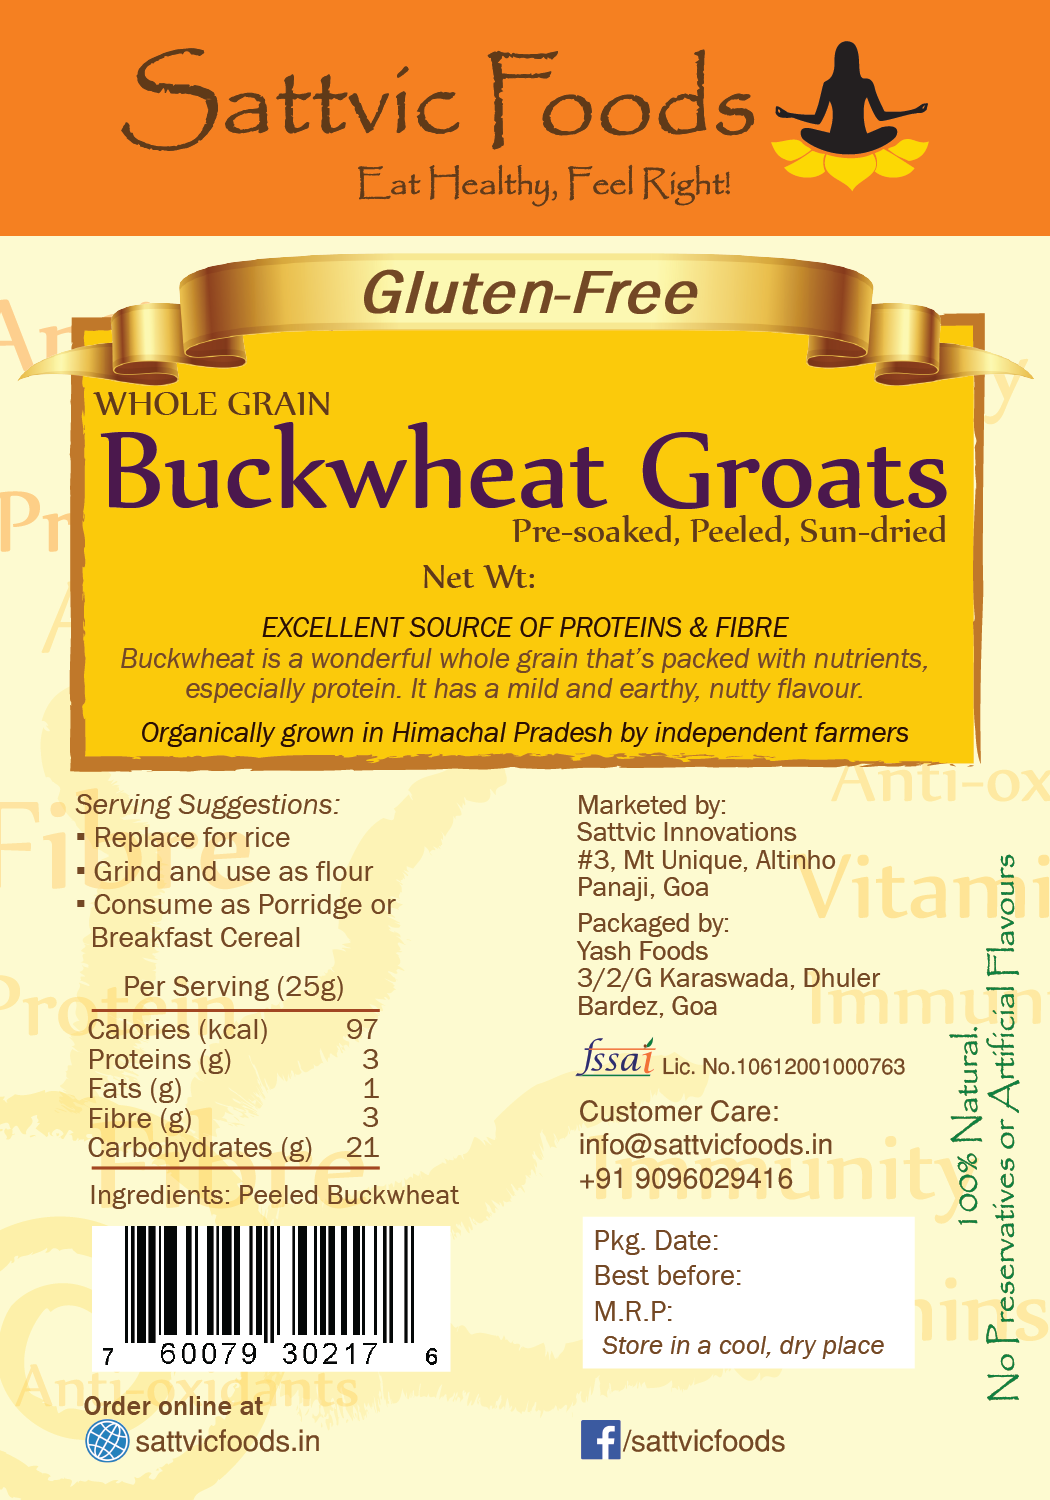 Sattvic Foods
Eat Healthy, Feel Right!
Gluten-Free
WHOLE GRAIN
Buckwheat Groats
Pre-soaked, Peeled, Sun-dried
Net Wt:
EXCELLENT SOURCE OF PROTEINS & FIBRE
Buckwheat is a wonderful whole grain that's packed with nutrients,
especially protein. It has a mild and earthy, nutty flavour.
Organically grown in Himachal Pradesh by independent farmers
Serving Suggestions:
▪ Replace for rice
▪ Grind and use as flour
▪ Consume as Porridge or
Breakfast Cereal
Per Serving (25g)
Calories (kcal) 97
Proteins (g) 3
Fats (g) 1
Fibre (g) 3
Carbohydrates (g) 21
Ingredients: Peeled Buckwheat
7 60079 30217 6
Order online at
sattvicfoods.in
Marketed by:
Sattvic Innovations
#3, Mt Unique, Altinho
Panaji, Goa
Packaged by:
Yash Foods
3/2/G Karaswada, Dhuler
Bardez, Goa
fssai Lic. No.10612001000763
Customer Care:
info@sattvicfoods.in
+91 9096029416
Pkg. Date:
Best before:
M.R.P:
Store in a cool, dry place
f/sattvicfoods
100% Natural.
No Preservatives or Artificial Flavours
Fibre
Protein
Fibre
Anti-oxidants
Anti-ox
Vitami
Immun
Immunity
mins